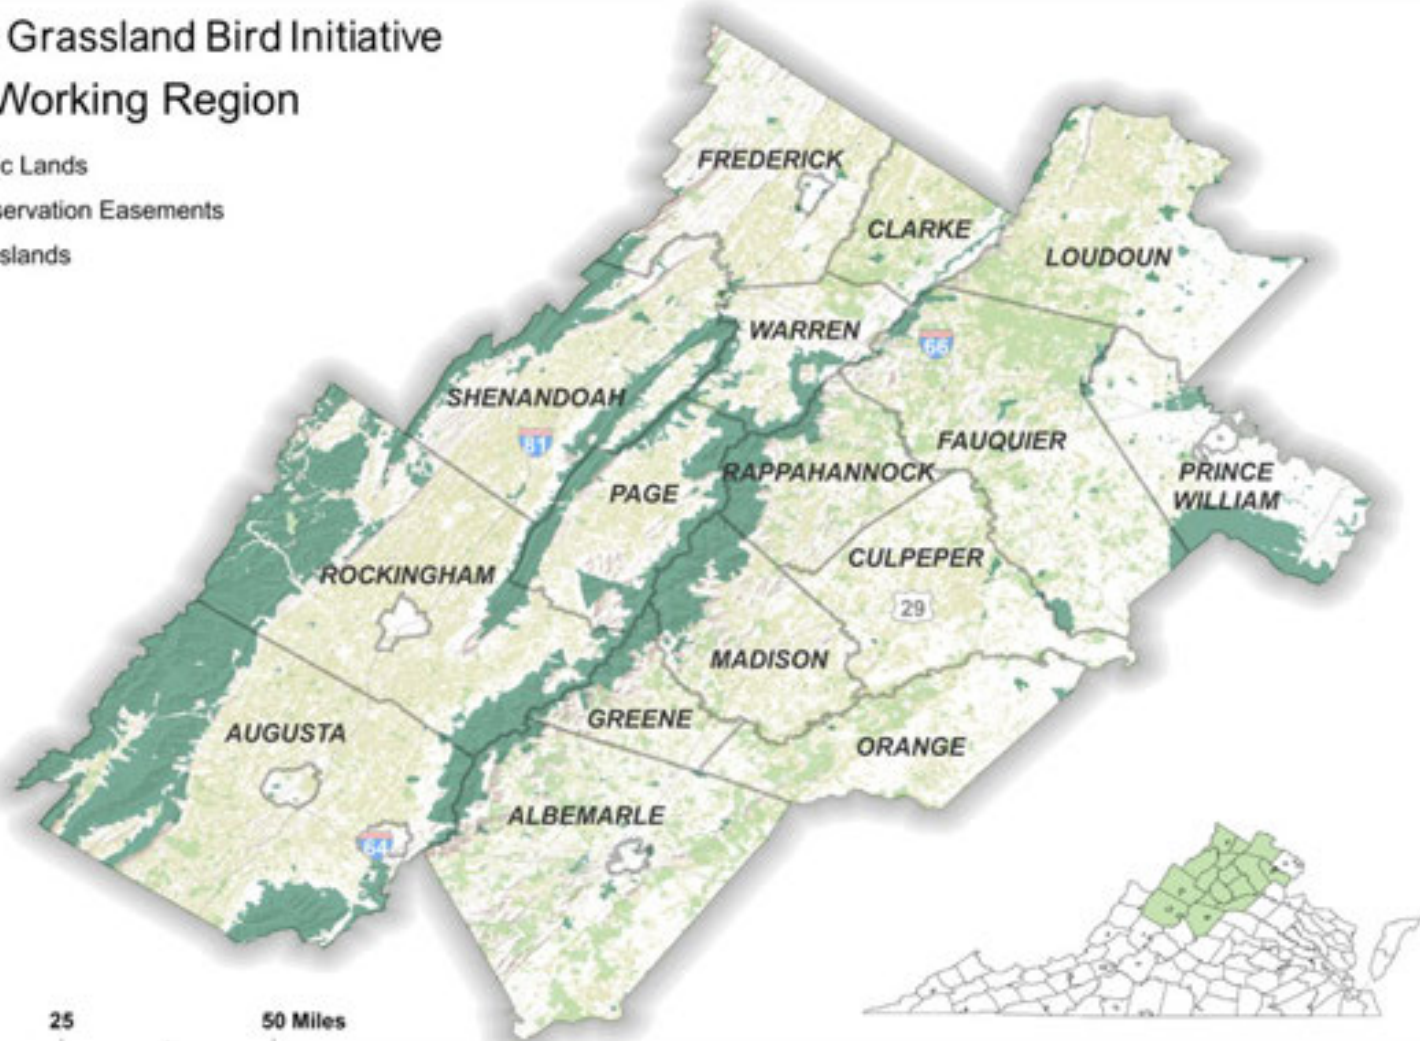 Grassland Bird Initiative
Working Region
c Lands
servation Easements
slands
FREDERICK
CLARKE
LOUDOUN
WARREN
66
SHENANDOAH
81
FAUQUIER
RAPPAHANNOCK
PAGE
PRINCE
WILLIAM
CULPEPER
ROCKINGHAM
29
MADISON
GREENE
AUGUSTA
ORANGE
ALBEMARLE
64
25
50 Miles